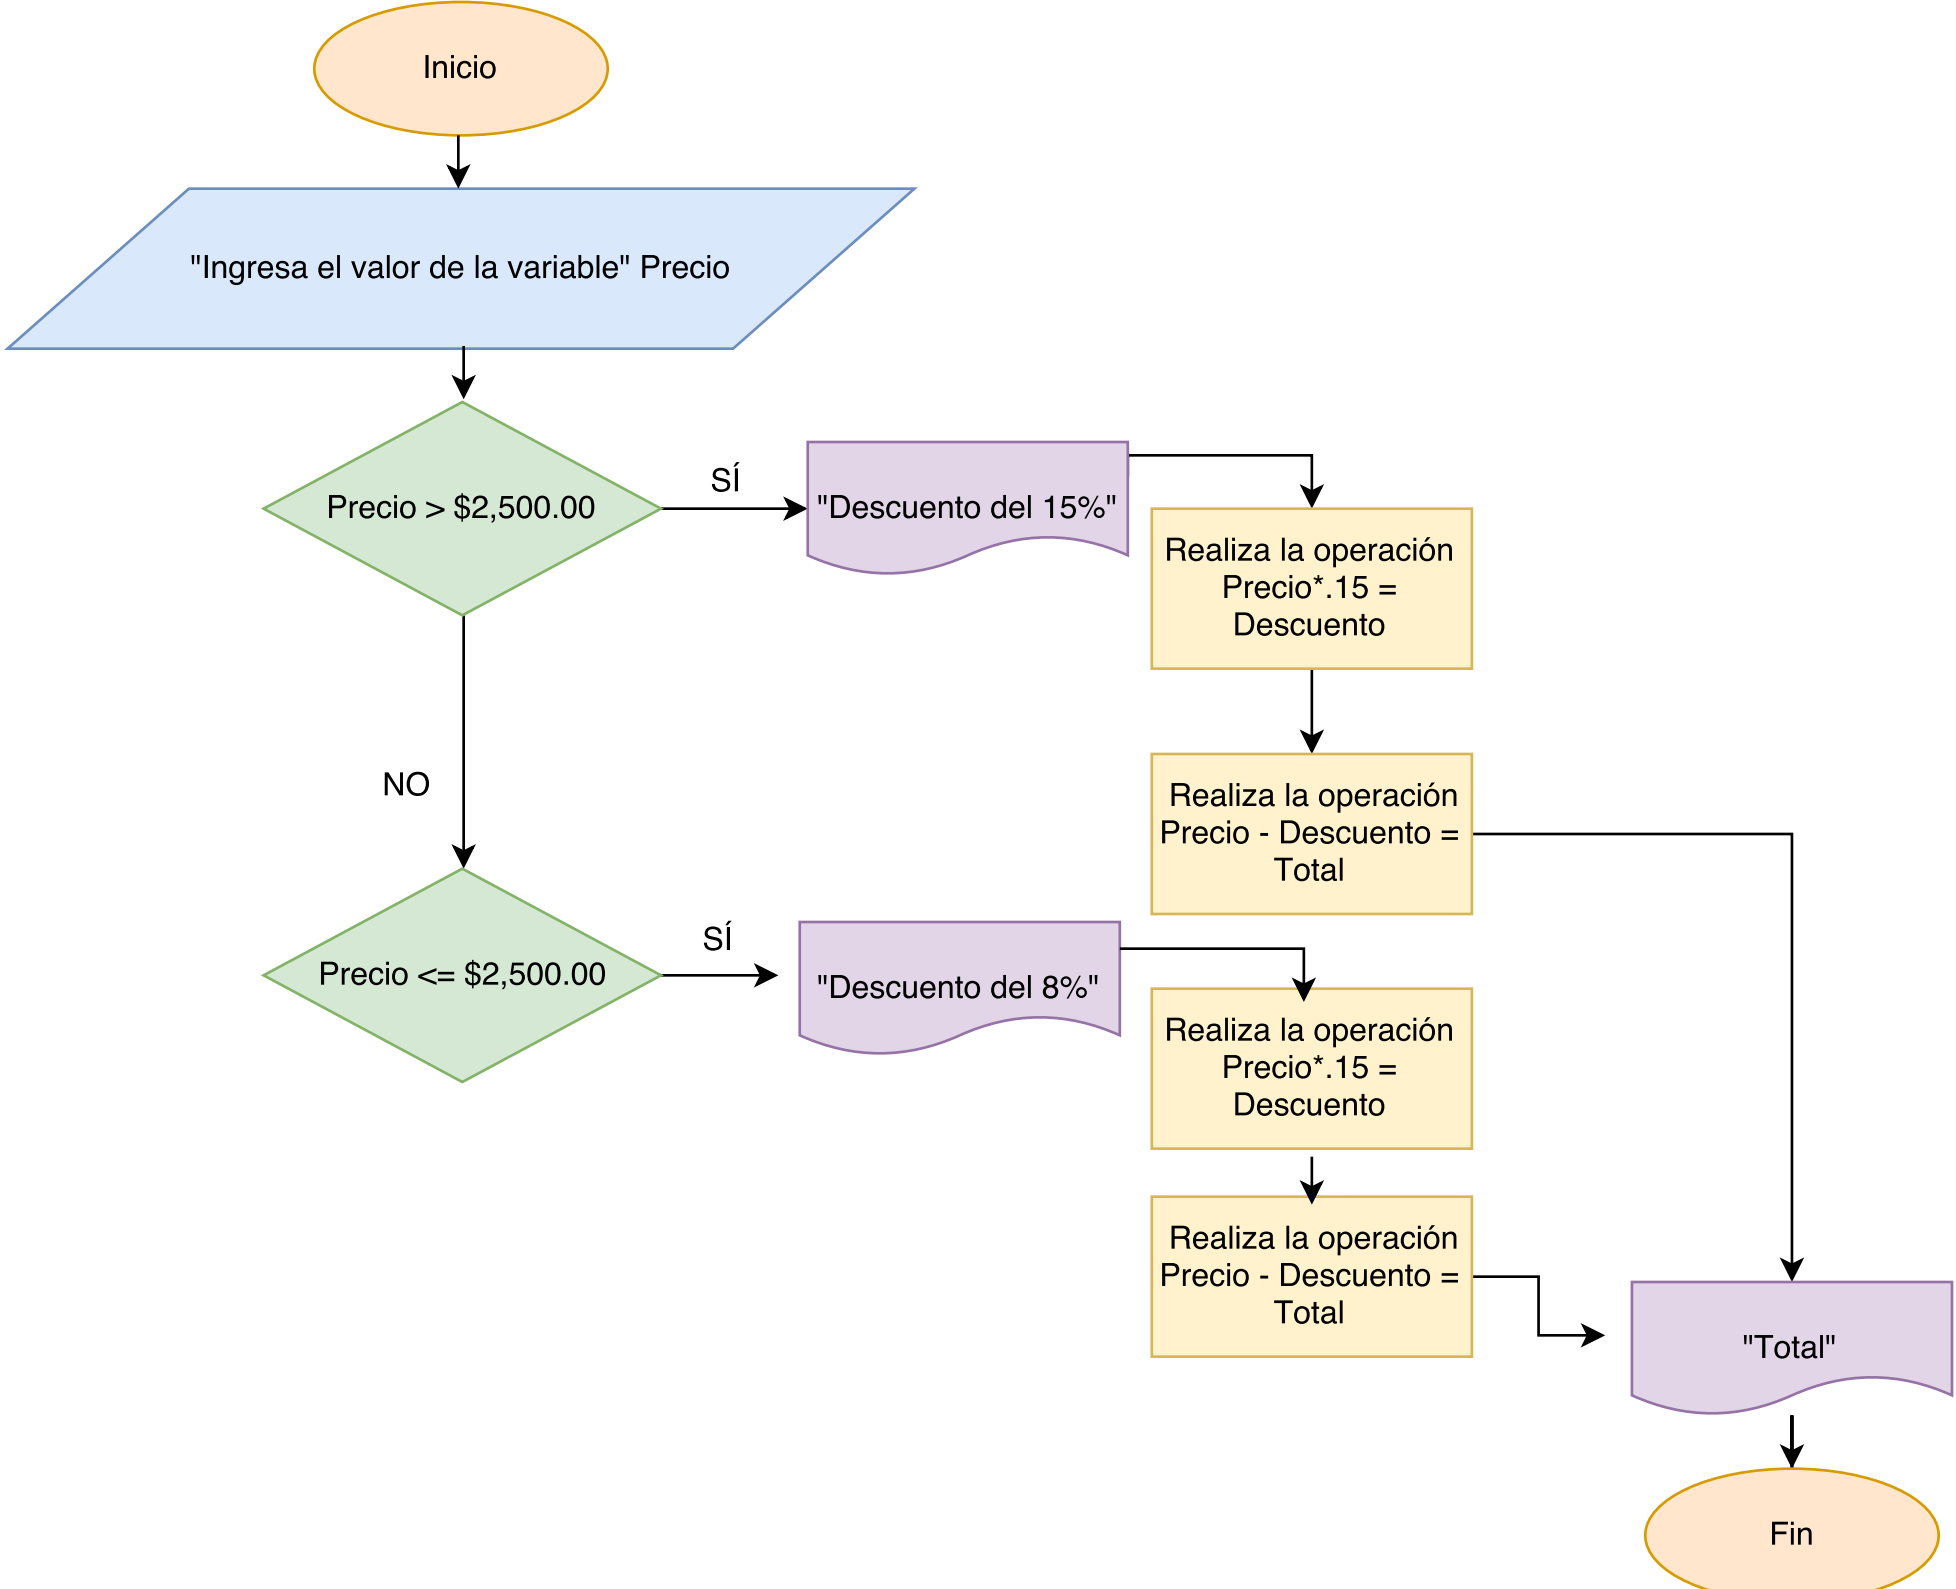 Inicio
"Ingresa el valor de la variable" Precio
Precio > $2,500.00
SÍ
"Descuento del 15%"
Realiza la operación
Precio*.15 =
Descuento
Realiza la operación
Precio - Descuento =
Total
NO
Precio <= $2,500.00
SÍ
"Descuento del 8%"
Realiza la operación
Precio*.15 =
Descuento
Realiza la operación
Precio - Descuento =
Total
"Total"
Fin